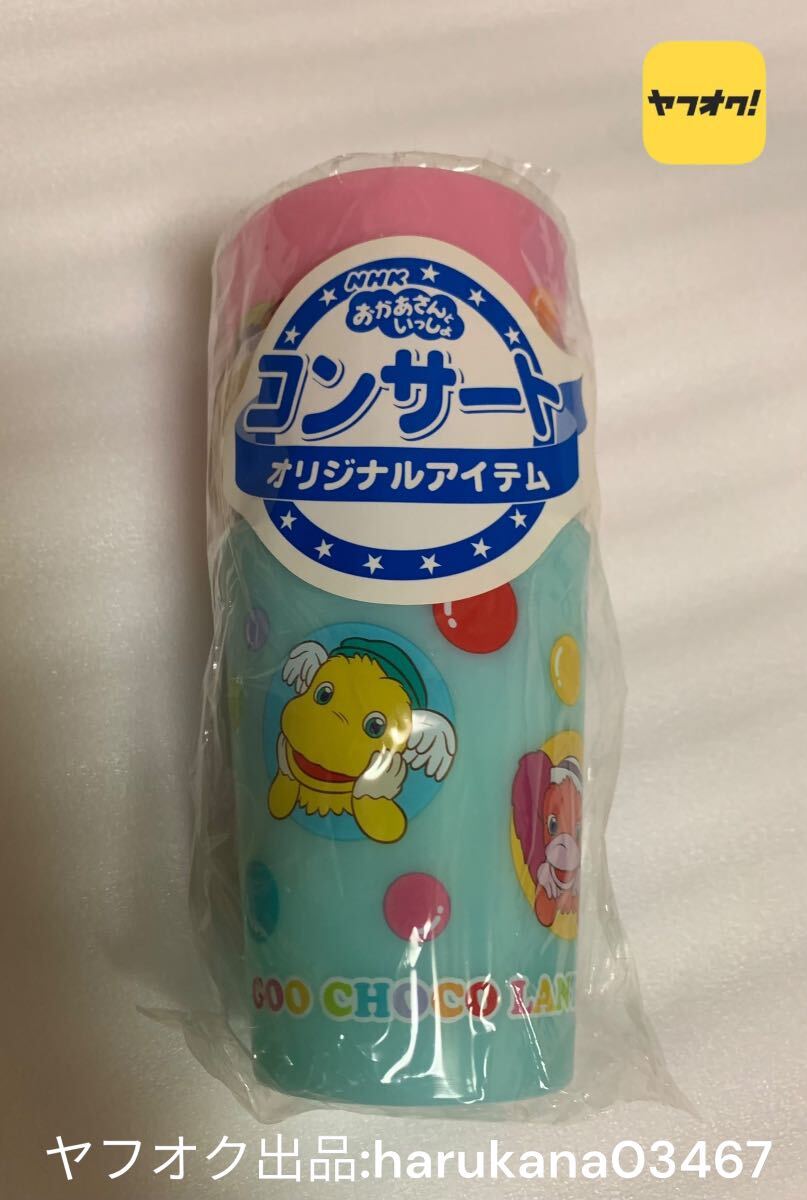 ヤフオク!
NHK
おかあさんと
いっしょ
コンサート
オリジナルアイテム
GOO CHOCO LAN
ヤフオク出品:harukana03467